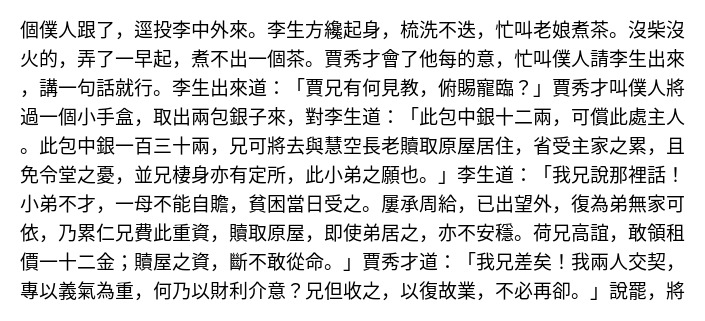 個僕人跟了，逕投李中外來。李生方纔起身，梳洗不迭，忙叫老娘煮茶。沒柴沒
火的，弄了一早起，煮不出一個茶。賈秀才會了他每的意，忙叫僕人請李生出來
，講一句話就行。李生出來道：「賈兄有何見教，俯賜寵臨？」賈秀才叫僕人將
過一個小手盒，取出兩包銀子來，對李生道：「此包中銀十二兩，可償此處主人
。此包中銀一百三十兩，兄可將去與慧空長老贖取原屋居住，省受主家之累，且
免令堂之憂，並兄棲身亦有定所，此小弟之願也。」李生道：「我兄說那裡話！
小弟不才，一母不能自贍，貧困當日受之。屢承周給，已出望外，復為弟無家可
依，乃累仁兄費此重資，贖取原屋，即使弟居之，亦不安穩。荷兄高誼，敢領租
價一十二金；贖屋之資，斷不敢從命。」賈秀才道：「我兄差矣！我兩人交契，
專以義氣為重，何乃以財利介意？兄但收之，以復故業，不必再卻。」說罷，將